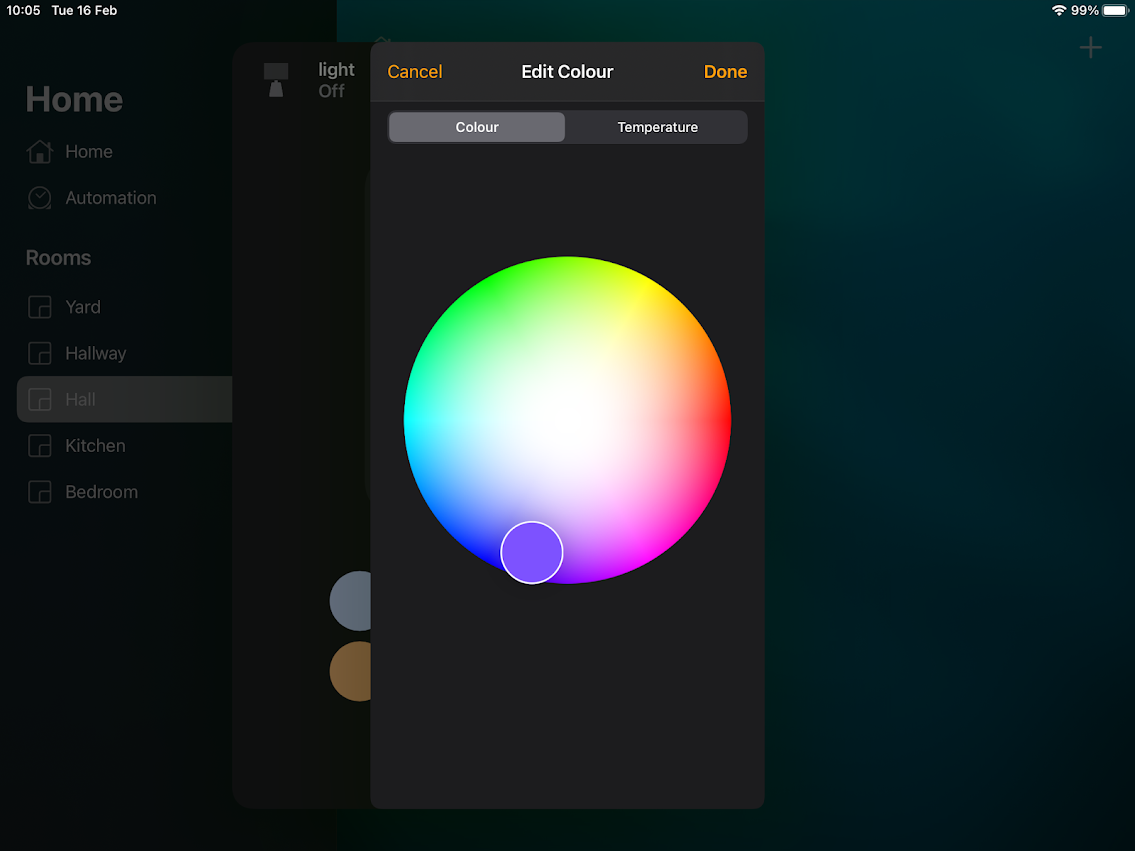 10:05 Tue 16 Feb
99%
Home
Home
Automation
Rooms
Yard
Hallway
Hall
Kitchen
Bedroom
light
Off
Cancel
Edit Colour
Done
Colour
Temperature